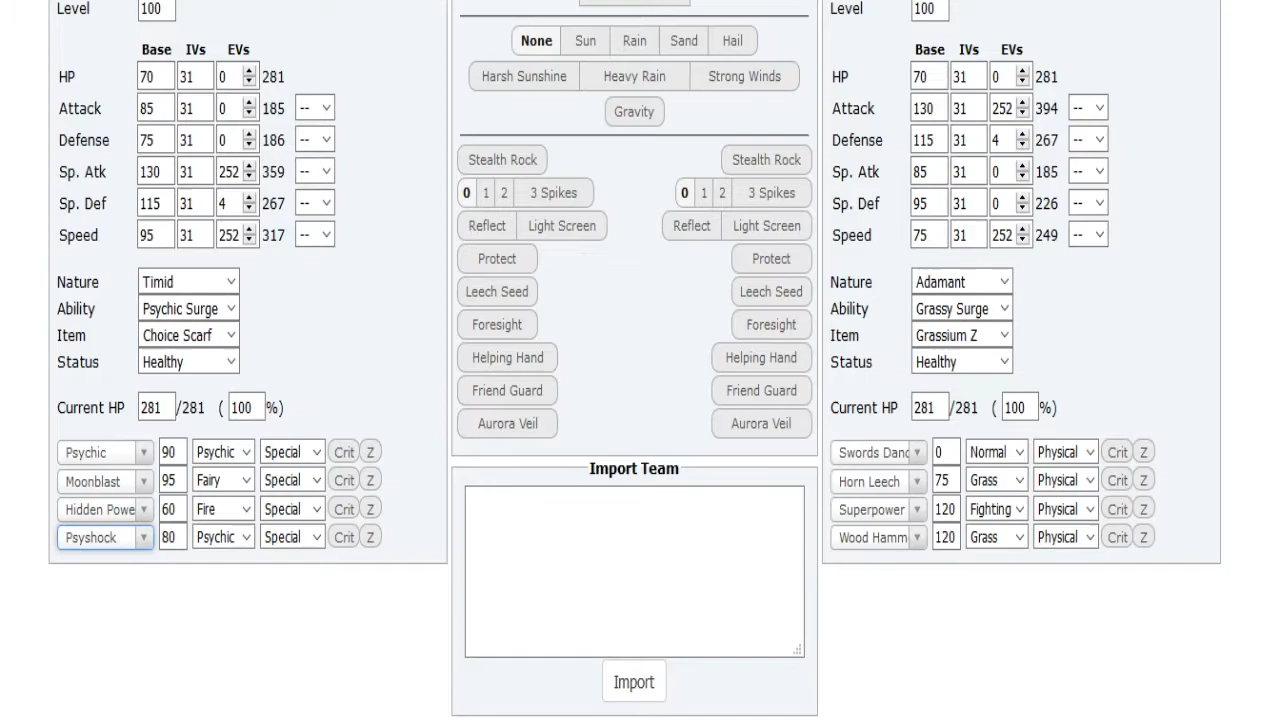 Level 100
Base IVs EVs
HP 70 31 0 281
Attack 85 31 0 185 --
Defense 75 31 0 186 --
Sp. Atk 130 31 252 359 --
Sp. Def 115 31 4 267 --
Speed 95 31 252 317 --
Nature Timid
Ability Psychic Surge
Item Choice Scarf
Status Healthy
Current HP 281 /281 ( 100 %)
Psychic 90 Psychic Special Crit Z
Moonblast 95 Fairy Special Crit Z
Hidden Powe 60 Fire Special Crit Z
Psyshock 80 Psychic Special Crit Z
None Sun Rain Sand Hail
Harsh Sunshine Heavy Rain Strong Winds
Gravity
Stealth Rock Stealth Rock
0 1 2 3 Spikes 0 1 2 3 Spikes
Reflect Light Screen Reflect Light Screen
Protect Protect
Leech Seed Leech Seed
Foresight Foresight
Helping Hand Helping Hand
Friend Guard Friend Guard
Aurora Veil Aurora Veil
Import Team
Import
Level 100
Base IVs EVs
HP 70 31 0 281
Attack 130 31 252 394 --
Defense 115 31 4 267 --
Sp. Atk 85 31 0 185 --
Sp. Def 95 31 0 226 --
Speed 75 31 252 249 --
Nature Adamant
Ability Grassy Surge
Item Grassium Z
Status Healthy
Current HP 281 /281 ( 100 %)
Swords Danc 0 Normal Physical Crit Z
Horn Leech 75 Grass Physical Crit Z
Superpower 120 Fighting Physical Crit Z
Wood Hamm 120 Grass Physical Crit Z